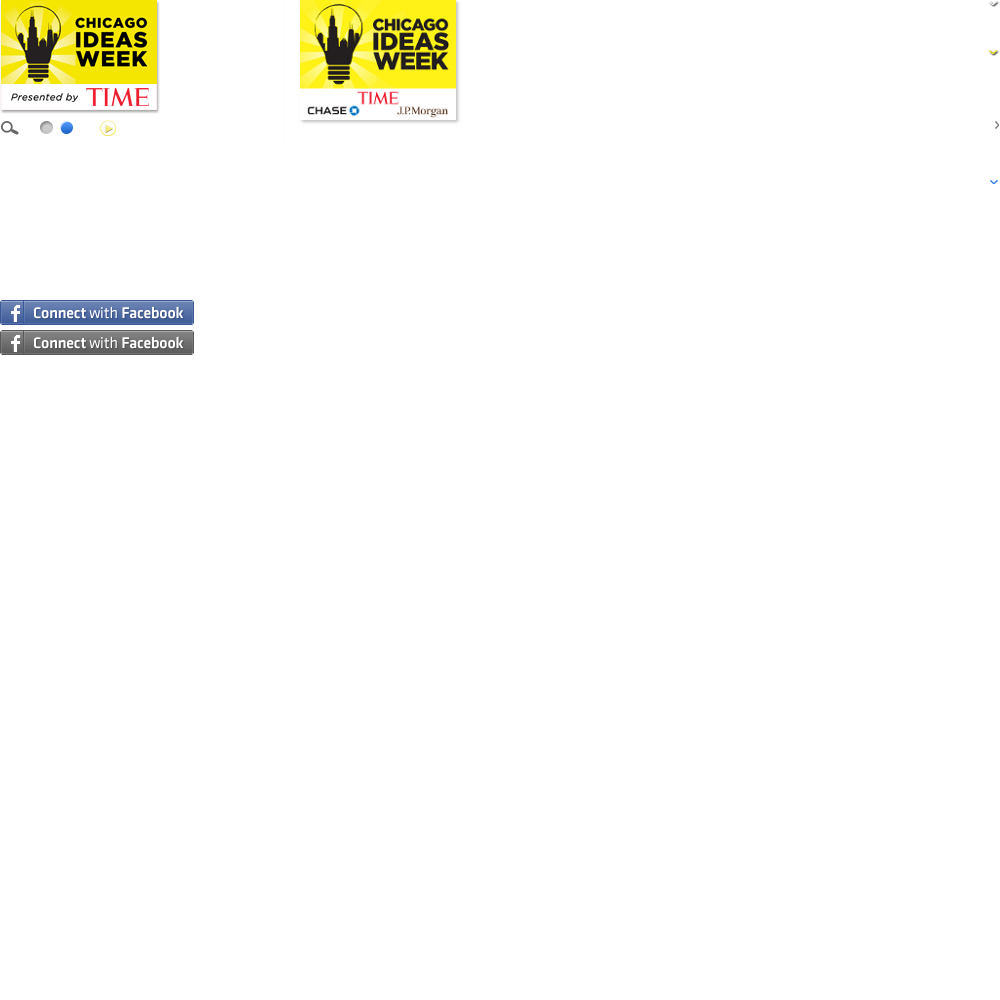 CHICAGO
IDEAS
WEEK
Presented by TIME
CHICAGO
IDEAS
WEEK
TIME
CHASE J.P.Morgan
Connect with Facebook
Connect with Facebook